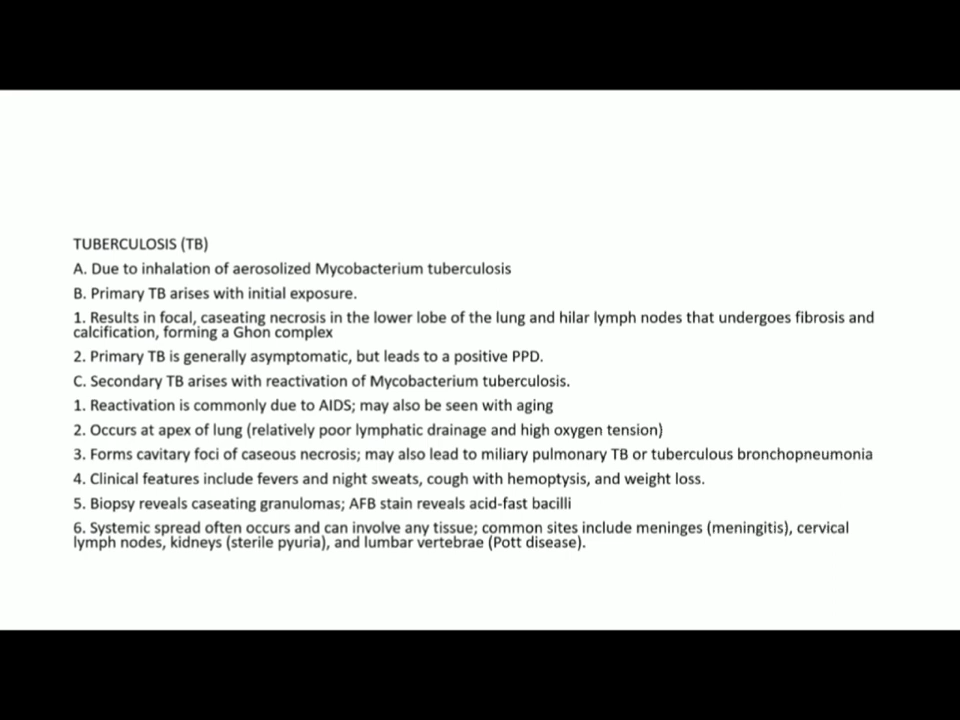 TUBERCULOSIS (TB)
A. Due to inhalation of aerosolized Mycobacterium tuberculosis
B. Primary TB arises with initial exposure.
1. Results in focal, caseating necrosis in the lower lobe of the lung and hilar lymph nodes that undergoes fibrosis and
calcification, forming a Ghon complex
2. Primary TB is generally asymptomatic, but leads to a positive PPD.
C. Secondary TB arises with reactivation of Mycobacterium tuberculosis.
1. Reactivation is commonly due to AIDS; may also be seen with aging
2. Occurs at apex of lung (relatively poor lymphatic drainage and high oxygen tension)
3. Forms cavitary foci of caseous necrosis; may also lead to miliary pulmonary TB or tuberculous bronchopneumonia
4. Clinical features include fevers and night sweats, cough with hemoptysis, and weight loss.
5. Biopsy reveals caseating granulomas; AFB stain reveals acid-fast bacilli
6. Systemic spread often occurs and can involve any tissue; common sites include meninges (meningitis), cervical
lymph nodes, kidneys (sterile pyuria), and lumbar vertebrae (Pott disease).